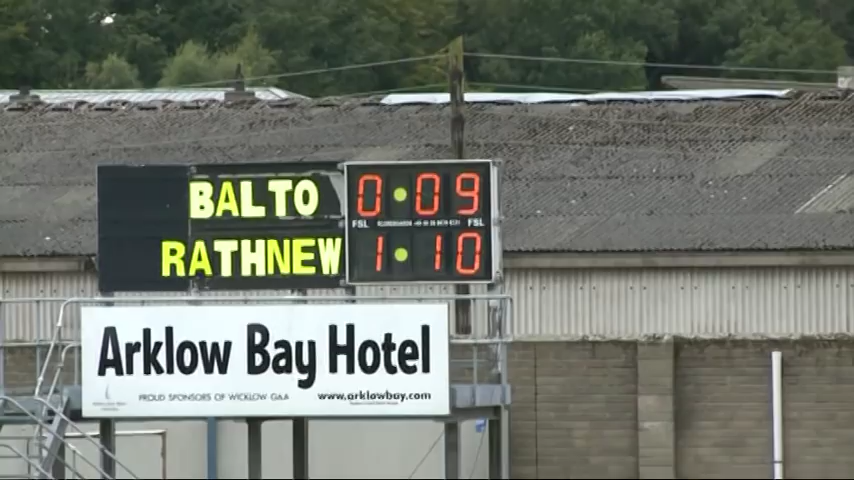 BALTO 0 09
FSL FSL
RATHNEW 1 10
Arklow Bay Hotel
PROUD SPONSORS OF WICKLOW GAA www.arklowbay.com